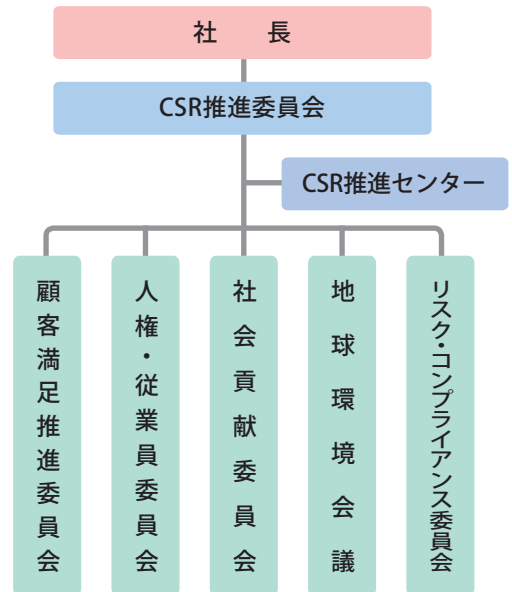 社長
CSR推進委員会
CSR推進センター
顧客満足推進委員会
人権・従業員委員会
社会貢献委員会
地球環境会議
リスク・コンプライアンス委員会